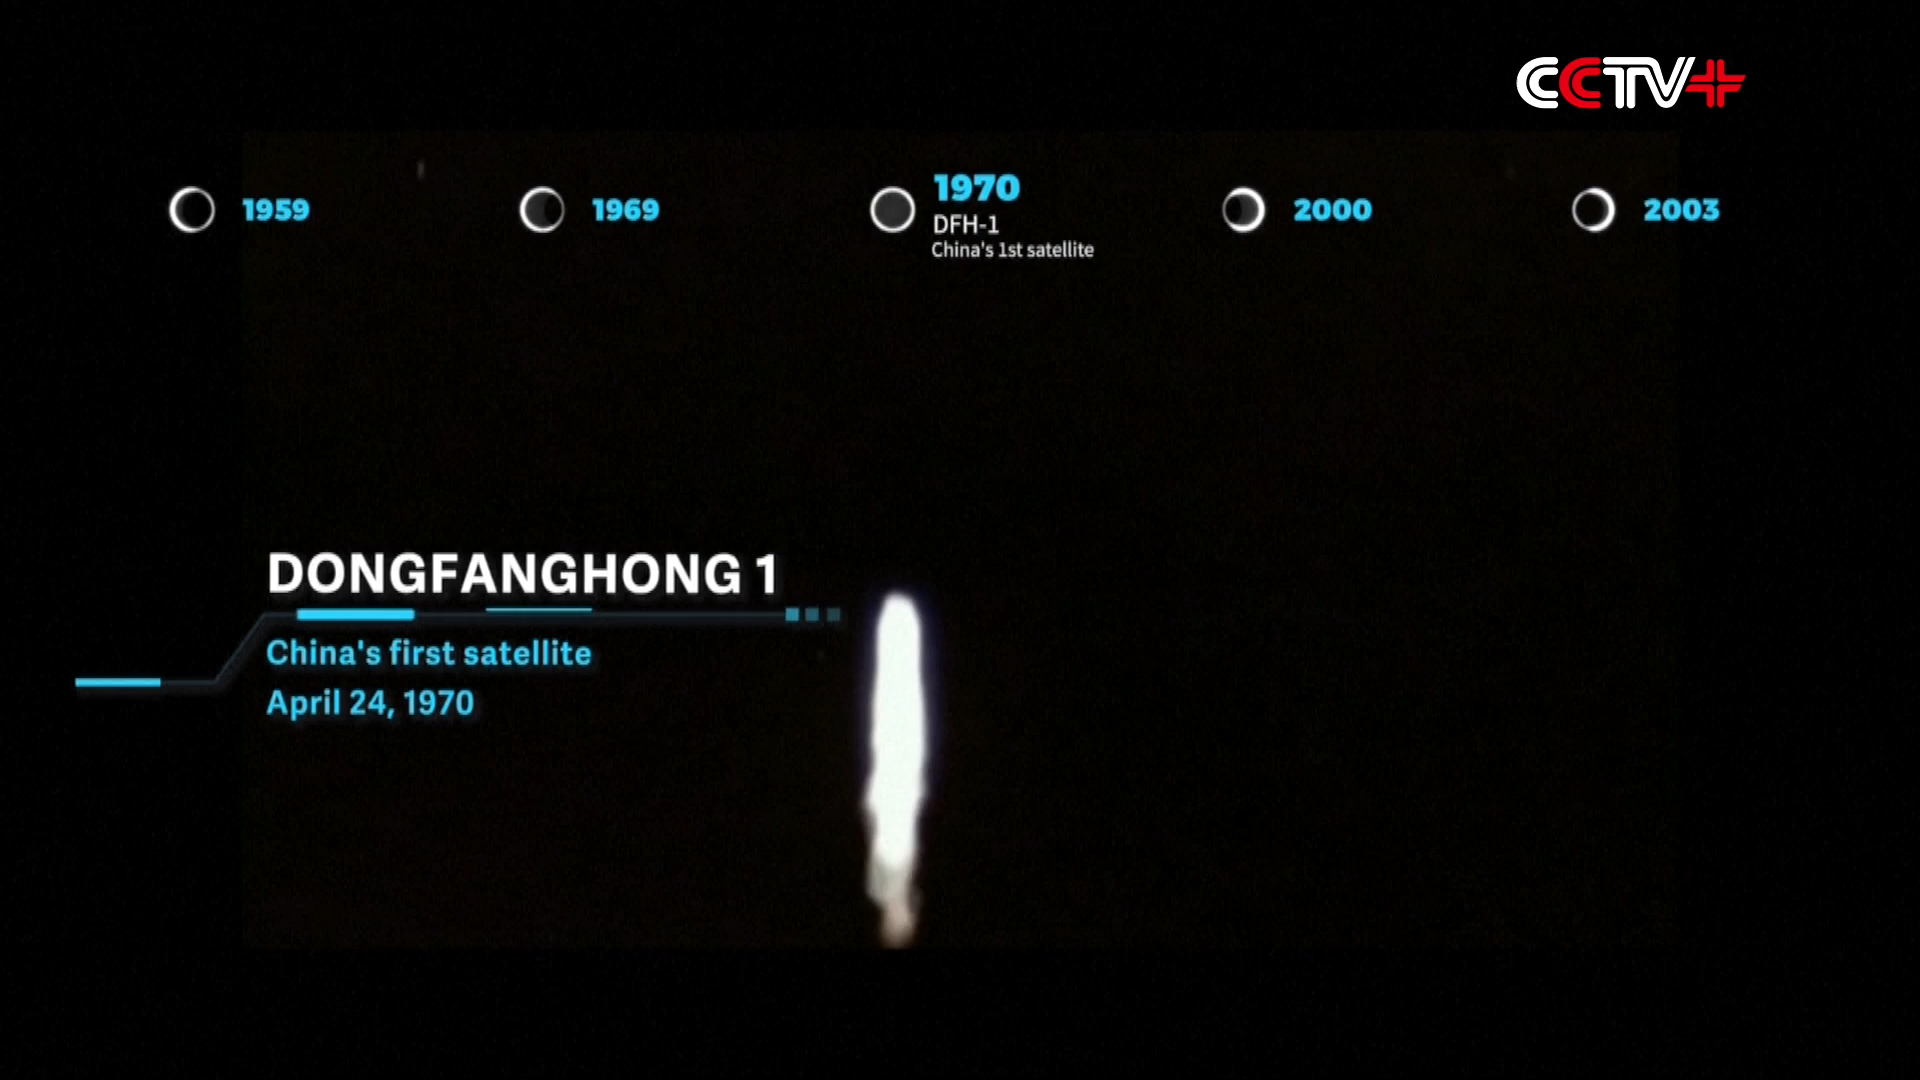 CCTV+
1959
1969
1970
DFH-1
China's 1st satellite
2000
2003
DONGFANGHONG 1
China's first satellite
April 24, 1970